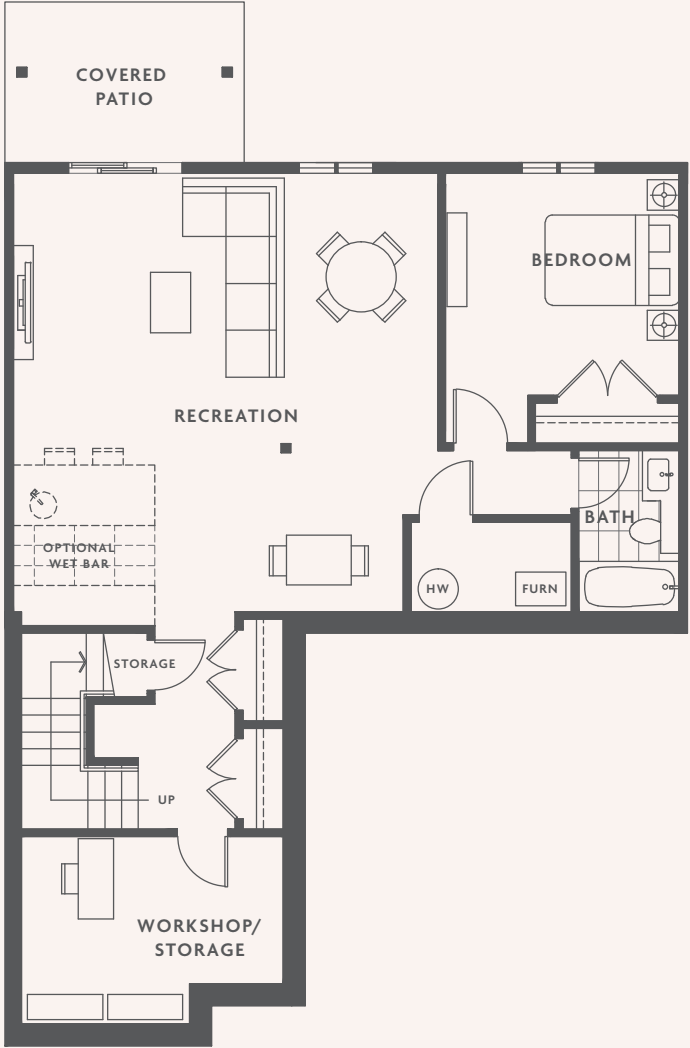 COVERED
PATIO
BEDROOM
RECREATION
BATH
OPTIONAL
WET BAR
HW
FURN
STORAGE
UP
WORKSHOP/
STORAGE